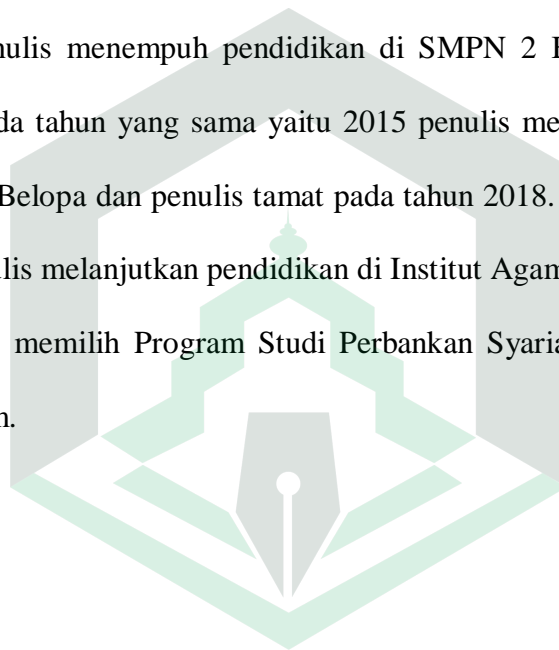 nulis menempuh pendidikan di SMPN 2
da tahun yang sama yaitu 2015 penulis me
Belopa dan penulis tamat pada tahun 2018.
lis melanjutkan pendidikan di Institut Agam
memilih Program Studi Perbankan Syaria
n.